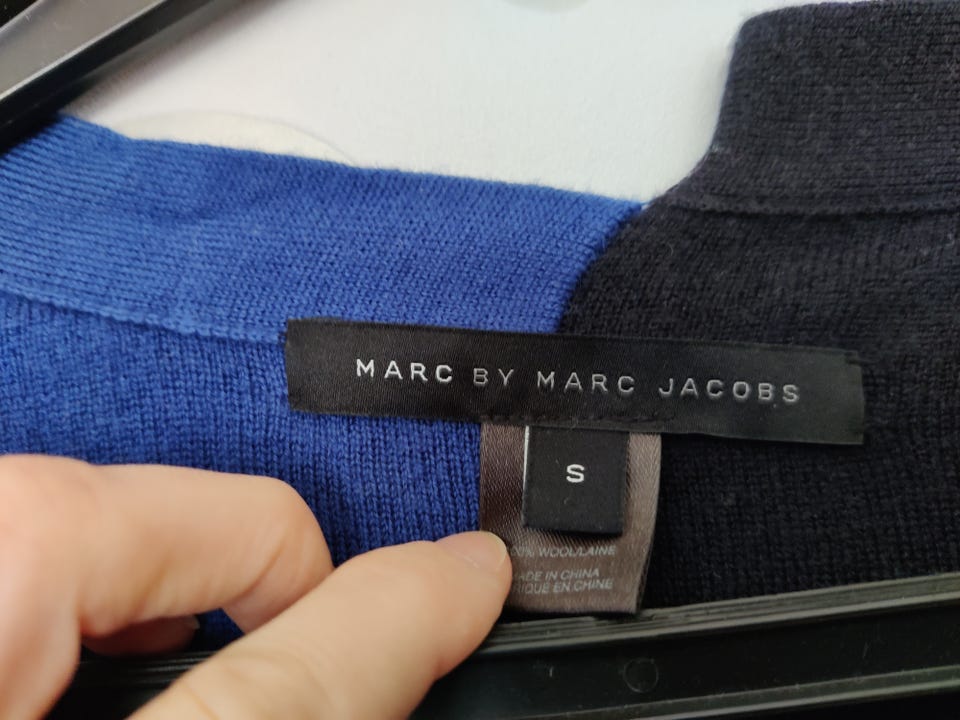 MARC BY MARC JACOBS
S
WOOL/LAINE
MADE IN CHINA
EN CHINE